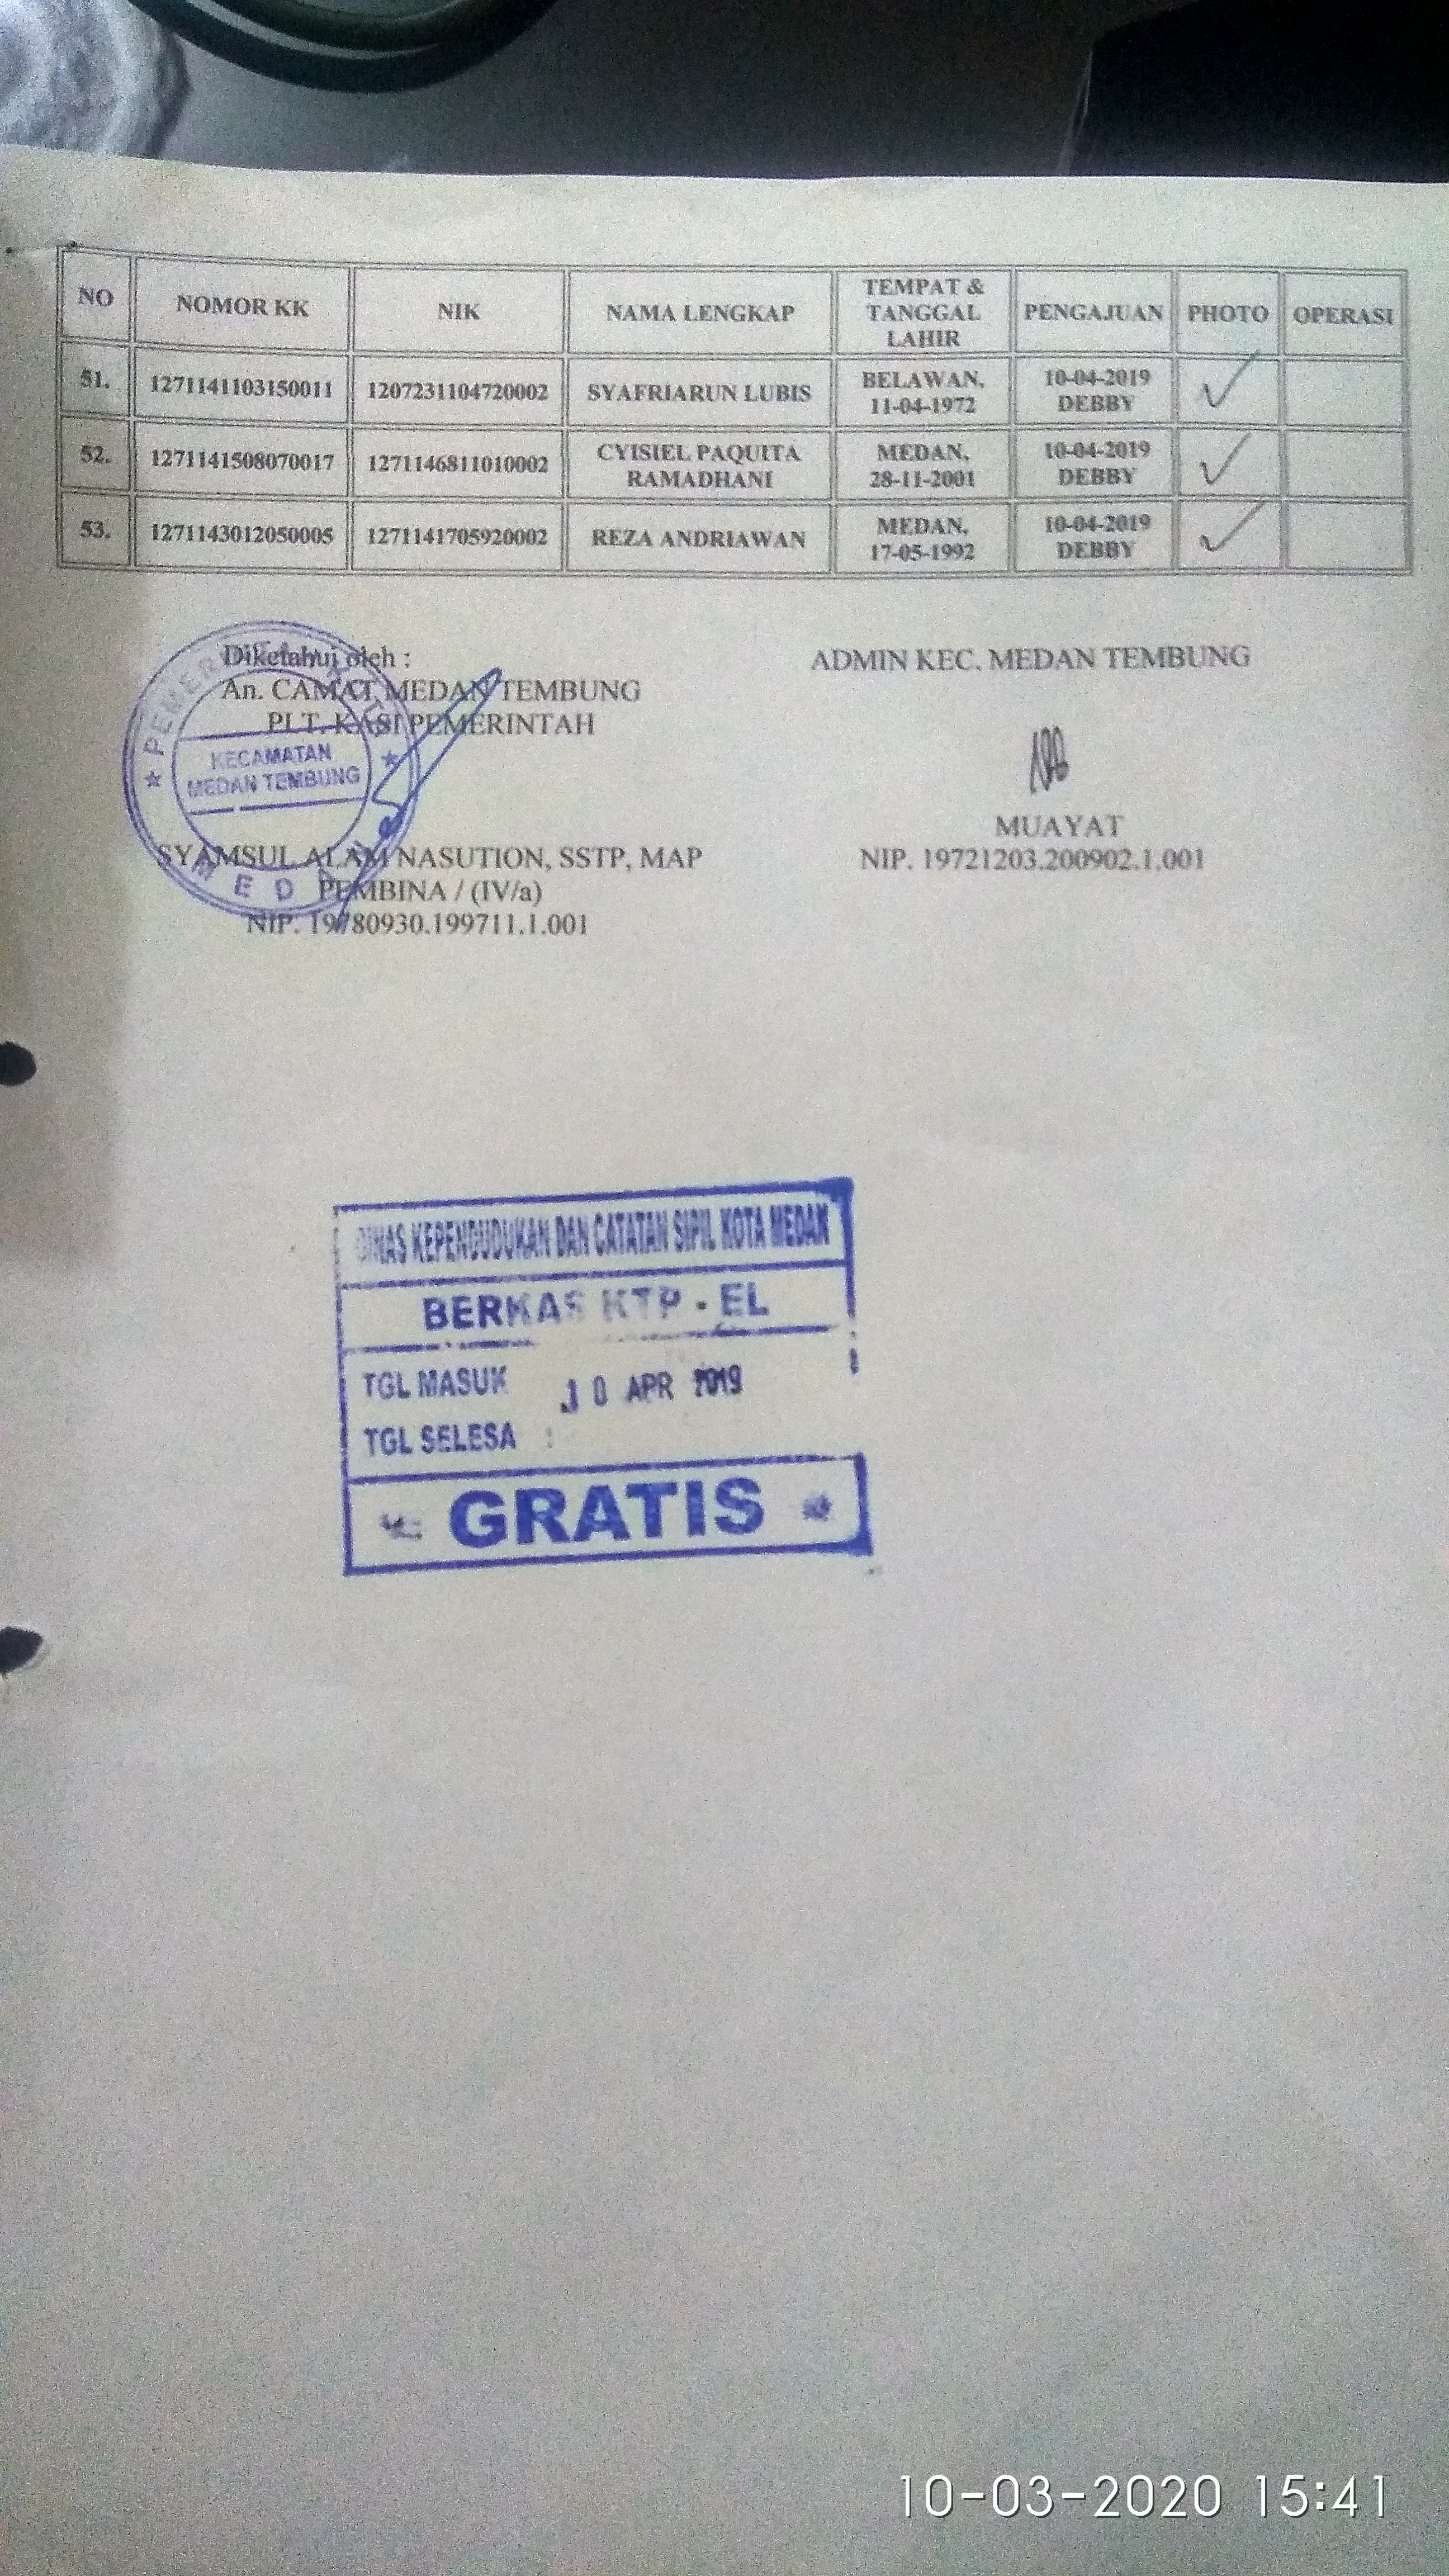 NO NOMOR KK NIK NAMA LENGKAP TEMPAT & TANGGAL LAHIR PENGAJUAN PHOTO OPERASI
51. 1271141103150011 1207231104720002 SYAFRIARUN LUBIS BELAWAN, 11-04-1972 10-04-2019 DEBBY
52. 1271141508070017 1271146811010002 CYISIEL PAQUITA RAMADHANI MEDAN, 28-11-2001 10-04-2019 DEBBY
53. 1271143012050005 1271141705920002 REZA ANDRIAWAN MEDAN, 17-05-1992 10-04-2019 DEBBY
Diketahui oleh :
An. CAMAT MEDAN TEMBUNG
PLT. KASI PEMERINTAH
KECAMATAN
MEDAN TEMBUNG
MEDAN
SYAMSUL ALAM NASUTION, SSTP, MAP
PEMBINA / (IV/a)
NIP. 19780930.199711.1.001
ADMIN KEC. MEDAN TEMBUNG
MUAYAT
NIP. 19721203.200902.1.001
DINAS KEPENDUDUKAN DAN CATATAN SIPIL KOTA MEDAN
BERKAS KTP - EL
TGL MASUK 10 APR 2019
TGL SELESA :
GRATIS
10-03-2020 15:41